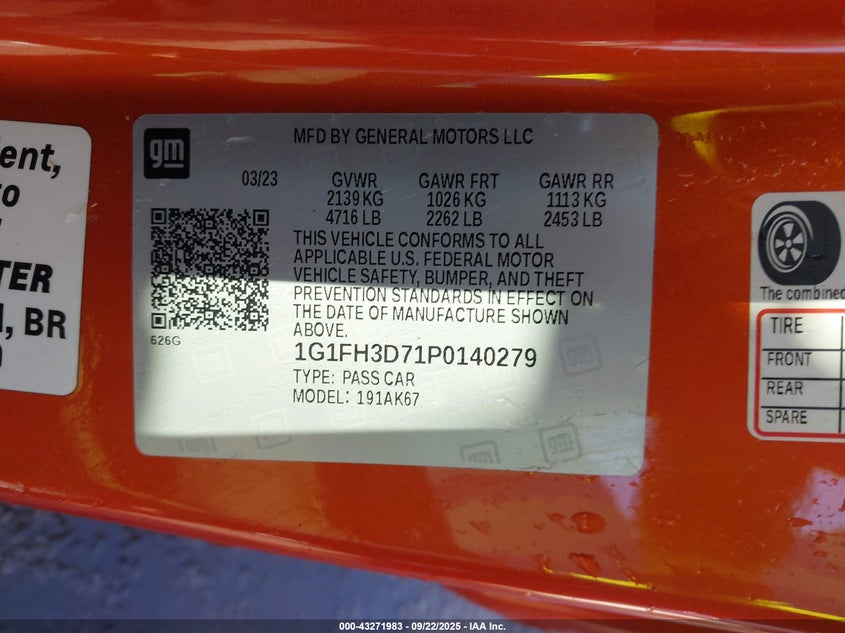 dent,
to
TER
, BR
gm
MFD BY GENERAL MOTORS LLC
03/23 GVWR GAWR FRT GAWR RR
2139 KG 1026 KG 1113 KG
4716 LB 2262 LB 2453 LB
THIS VEHICLE CONFORMS TO ALL
APPLICABLE U.S. FEDERAL MOTOR
VEHICLE SAFETY, BUMPER, AND THEFT
PREVENTION STANDARDS IN EFFECT ON
THE DATE OF MANUFACTURE SHOWN
ABOVE.
626G
1G1FH3D71P0140279
TYPE: PASS CAR
MODEL: 191AK67
gm
The combined
TIRE
FRONT
REAR
SPARE
000-43271983 - 09/22/2025 - IAA Inc.